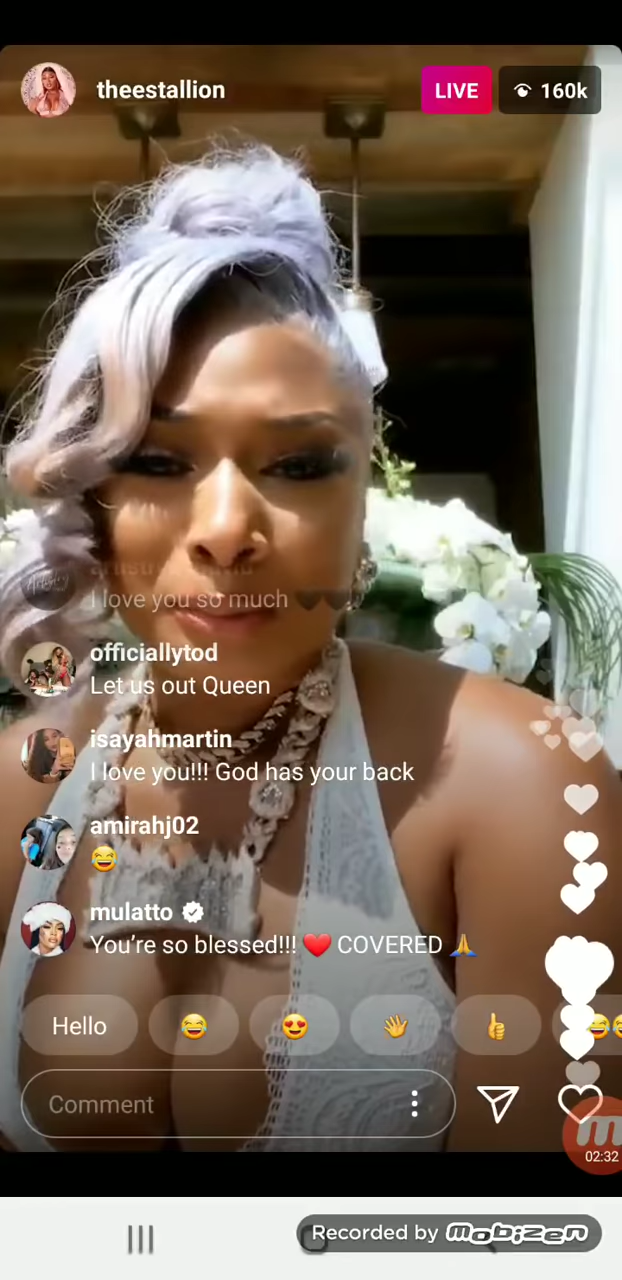 theestallion
LIVE
160k
I love you so much 🖤🖤
officiallytod
Let us out Queen
isayahmartin
I love you!!! God has your back
amirahj02
😂
mulatto
You're so blessed!!! ❤️ COVERED 🙏
Hello 😂 😍 👋 👍 😂😂
Comment
02:32
Recorded by mobizen